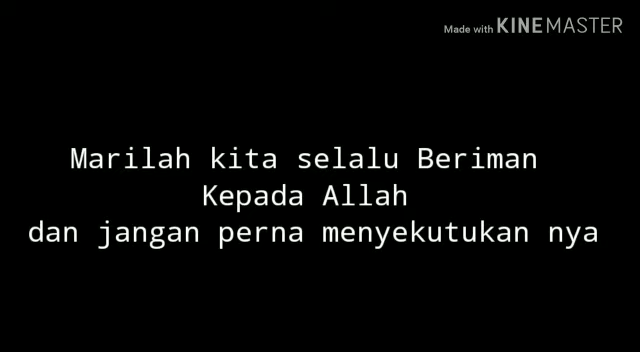 Made with KINEMASTER
Marilah kita selalu Beriman
Kepada Allah
dan jangan perna menyekutukan nya